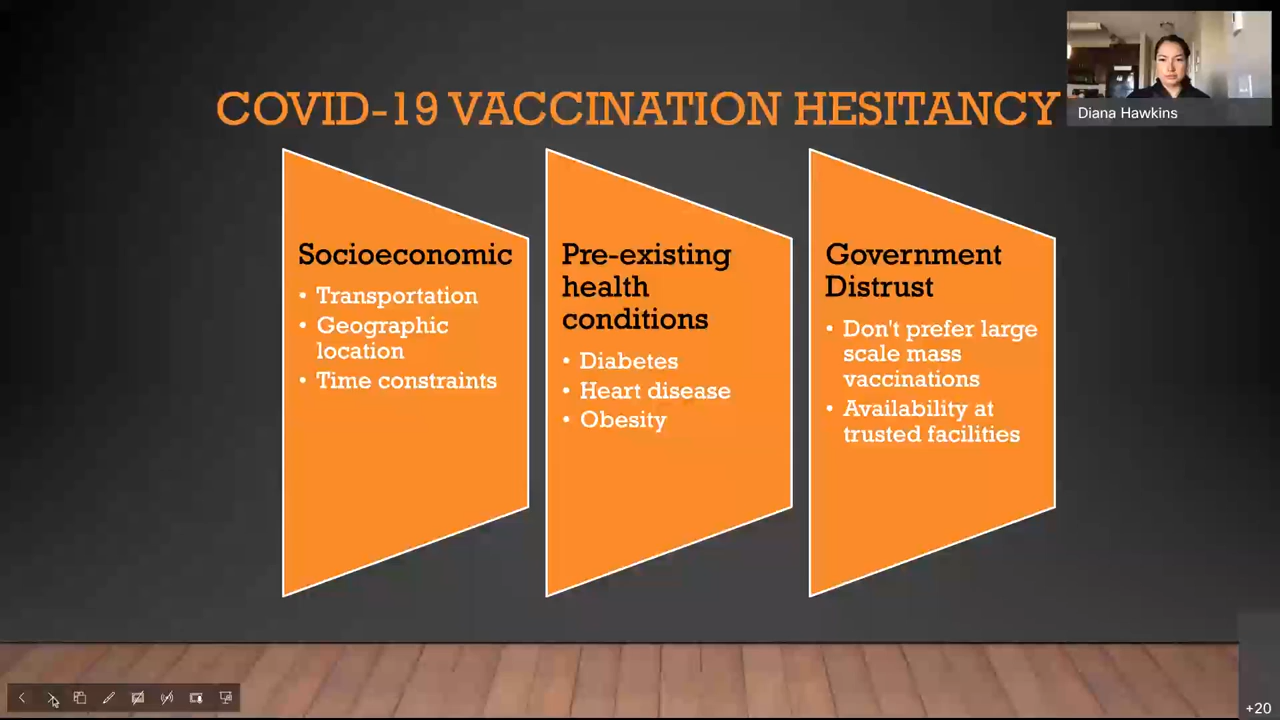 COVID-19 VACCINATION HESITANCY
Diana Hawkins
Socioeconomic
• Transportation
• Geographic
location
• Time constraints
Pre-existing
health
conditions
• Diabetes
• Heart disease
• Obesity
Government
Distrust
• Don't prefer large
scale mass
vaccinations
• Availability at
trusted facilities
+20